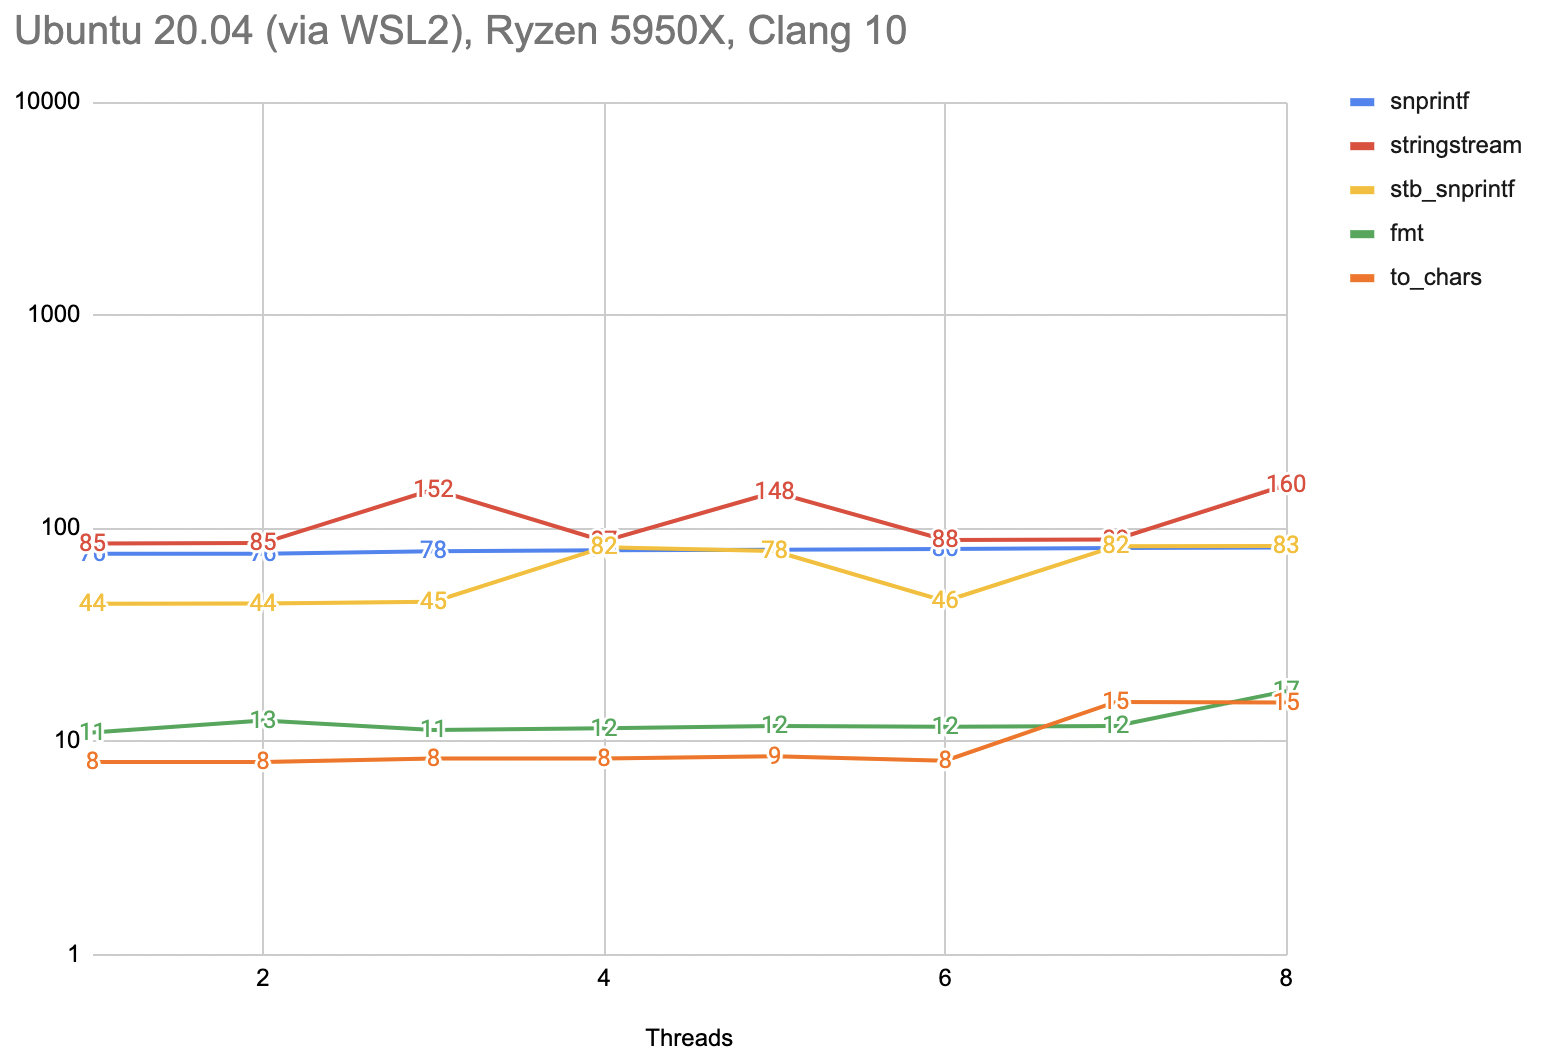 Ubuntu 20.04 (via WSL2), Ryzen 5950X, Clang 10
10000
1000
100
10
1
snprintf
stringstream
stb_snprintf
fmt
to_chars
85 85 152 148 88 160
78
44 44 45 82 78 46 82 83
11 13 11 12 12 12 12 17
8 8 8 8 9 8 15 15
2 4 6 8
Threads